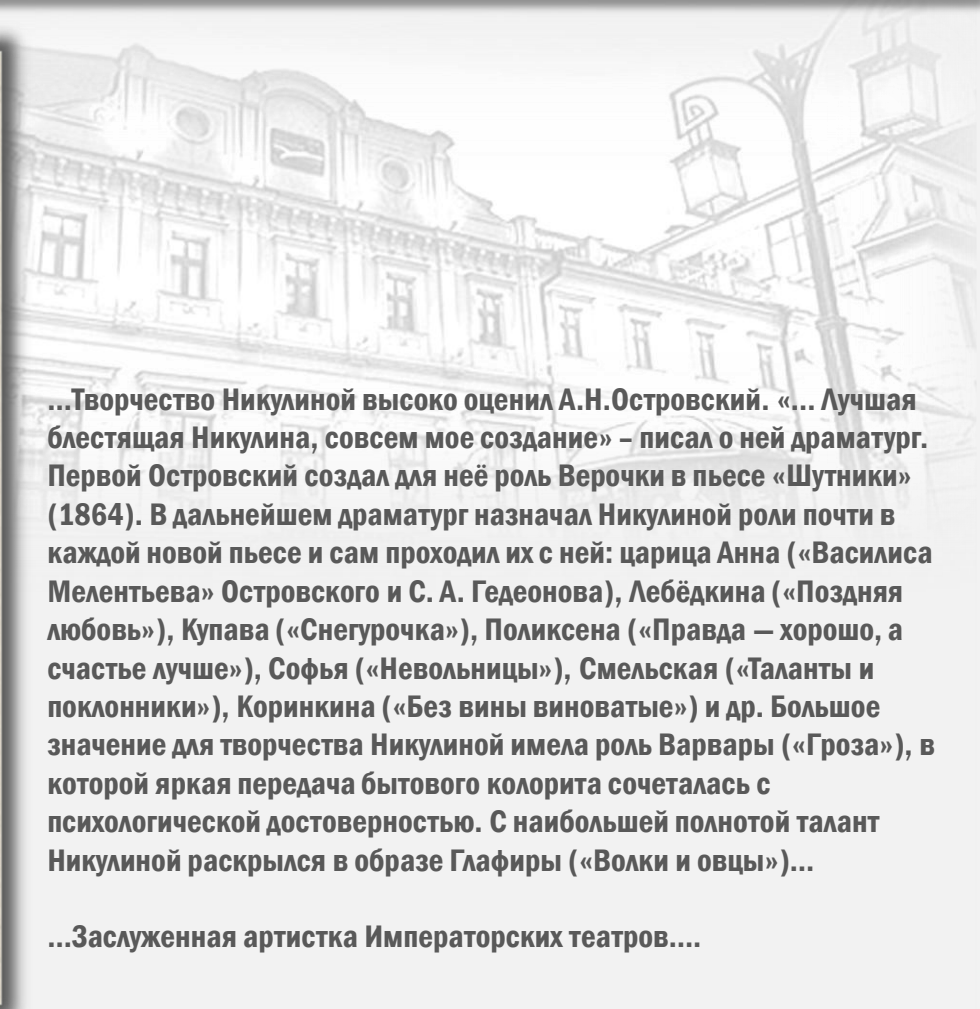 ...Творчество Никулиной высоко оценил А.Н.Островский. «... Лучшая
блестящая Никулина, совсем мое создание» – писал о ней драматург.
Первой Островский создал для неё роль Верочки в пьесе «Шутники»
(1864). В дальнейшем драматург назначал Никулиной роли почти в
каждой новой пьесе и сам проходил их с ней: царица Анна («Василиса
Мелентьева» Островского и С. А. Гедеонова), Лебёдкина («Поздняя
любовь»), Купава («Снегурочка»), Поликсена («Правда — хорошо, а
счастье лучше»), Софья («Невольницы»), Смельская («Таланты и
поклонники»), Коринкина («Без вины виноватые») и др. Большое
значение для творчества Никулиной имела роль Варвары («Гроза»), в
которой яркая передача бытового колорита сочеталась с
психологической достоверностью. С наибольшей полнотой талант
Никулиной раскрылся в образе Глафиры («Волки и овцы»)...
...Заслуженная артистка Императорских театров....